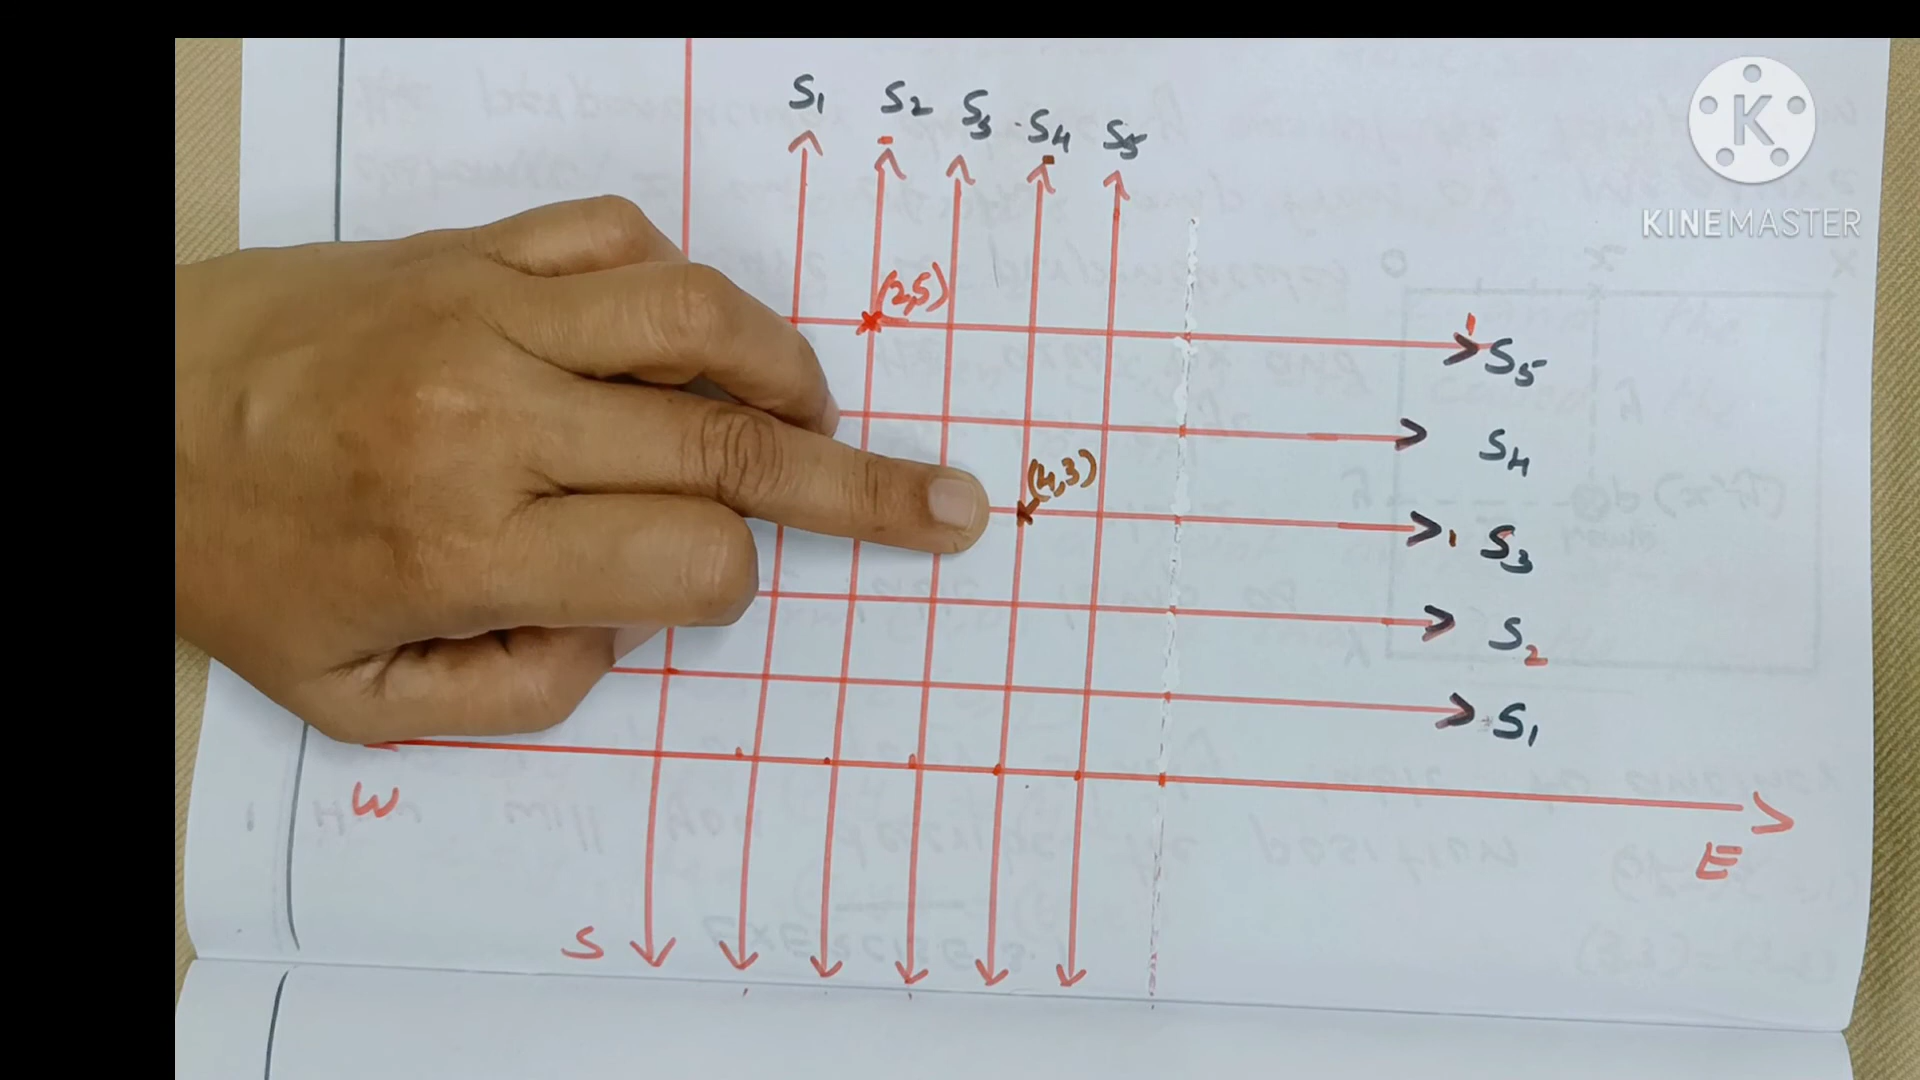 S1 S2 S3 S4 S5
(2,5)
S5
S4
(4,3)
S3
S2
S1
W
E
S
KINEMASTER